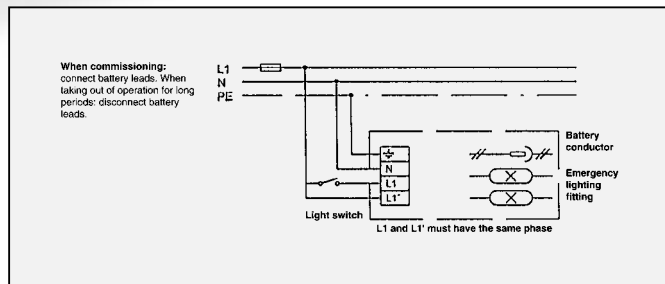 When commissioning:
connect battery leads. When
taking out of operation for long
periods: disconnect battery
leads.
L1
N
PE
N
L1
L1'
Light switch
Battery
conductor
Emergency
lighting
fitting
L1 and L1' must have the same phase